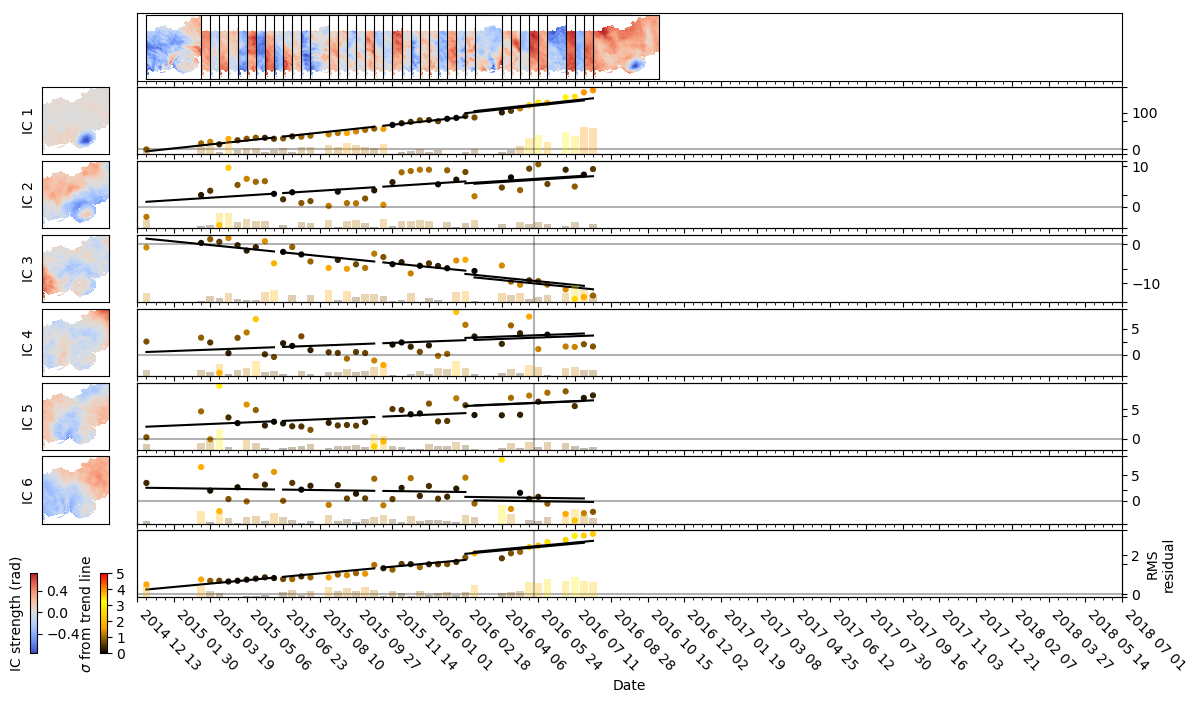 IC 1
100
0
IC 2
10
0
IC 3
0
−10
IC 4
5
0
IC 5
5
0
IC 6
5
0
2
0
RMS
residual
IC strength (rad)
0.4
0.0
−0.4
σ from trend line
5
4
3
2
1
0
2014 12 13
2015 01 30
2015 03 19
2015 05 06
2015 06 23
2015 08 10
2015 09 27
2015 11 14
2016 01 01
2016 02 18
2016 04 06
2016 05 24
2016 07 11
2016 08 28
2016 10 15
2016 12 02
2017 01 19
2017 03 08
2017 04 25
2017 06 12
2017 07 30
2017 09 16
2017 11 03
2017 12 21
2018 02 07
2018 03 27
2018 05 14
2018 07 01
Date